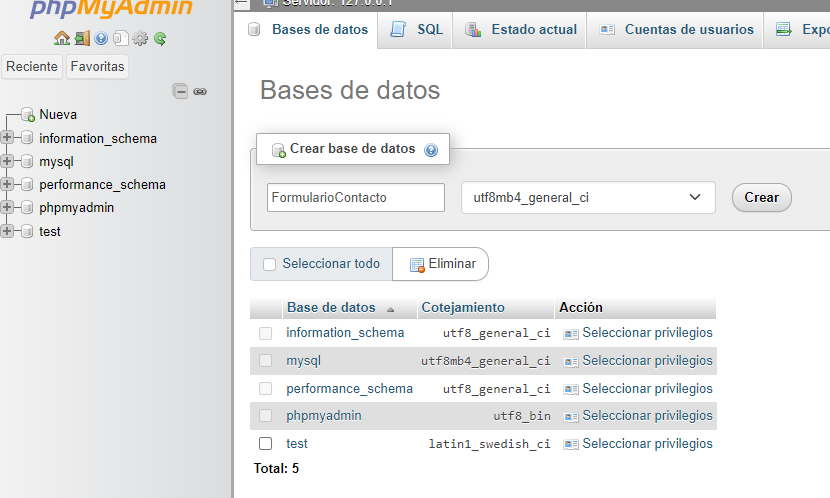 phpMyAdmin
Reciente Favoritas
Nueva
information_schema
mysql
performance_schema
phpmyadmin
test
Servidor: 127.0.0.1
Bases de datos SQL Estado actual Cuentas de usuarios Expo
Bases de datos
Crear base de datos
FormularioContacto utf8mb4_general_ci Crear
Seleccionar todo Eliminar
Base de datos Cotejamiento Acción
information_schema utf8_general_ci Seleccionar privilegios
mysql utf8mb4_general_ci Seleccionar privilegios
performance_schema utf8_general_ci Seleccionar privilegios
phpmyadmin utf8_bin Seleccionar privilegios
test latin1_swedish_ci Seleccionar privilegios
Total: 5